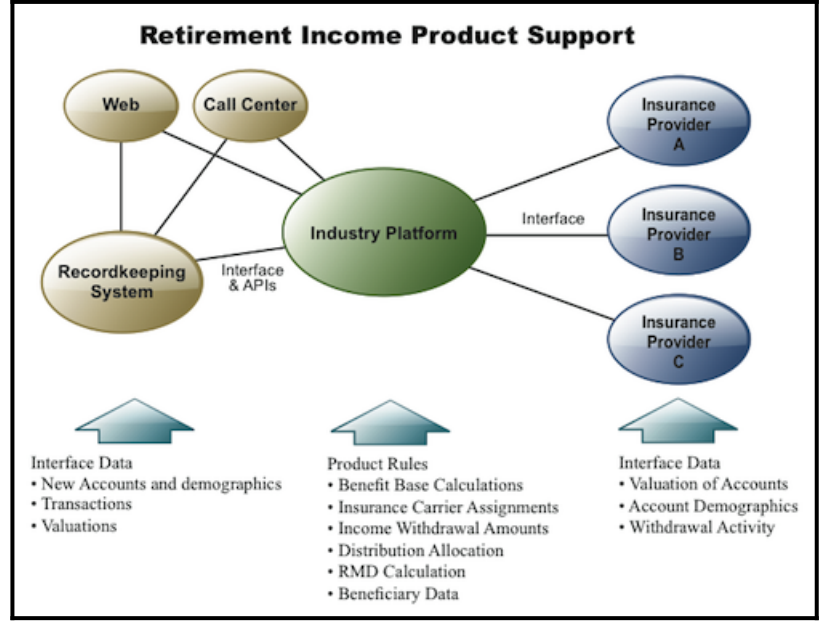 Retirement Income Product Support
Web
Call Center
Insurance
Provider
A
Industry Platform
Interface
Insurance
Provider
B
Recordkeeping
System
Interface
& APIs
Insurance
Provider
C
Interface Data
• New Accounts and demographics
• Transactions
• Valuations
Product Rules
• Benefit Base Calculations
• Insurance Carrier Assignments
• Income Withdrawal Amounts
• Distribution Allocation
• RMD Calculation
• Beneficiary Data
Interface Data
• Valuation of Accounts
• Account Demographics
• Withdrawal Activity